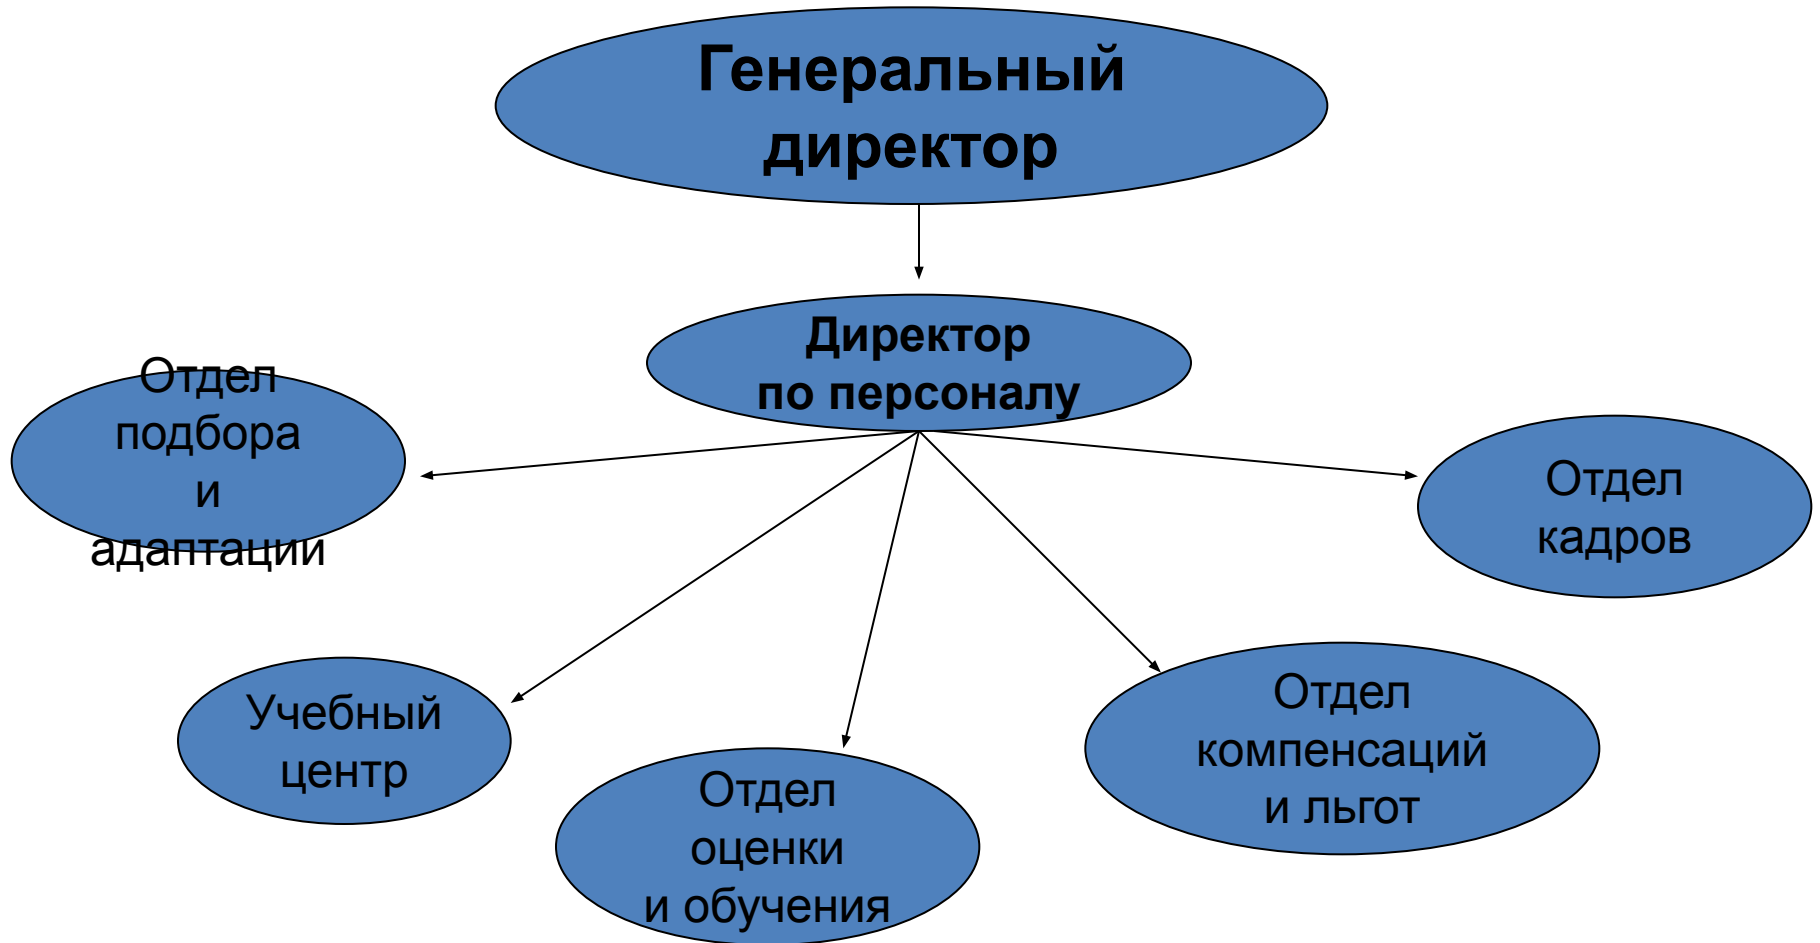 Генеральный
директор
Директор
по персоналу
Отдел
подбора
и
адаптации
Отдел
кадров
Учебный
центр
Отдел
оценки
и обучения
Отдел
компенсаций
и льгот